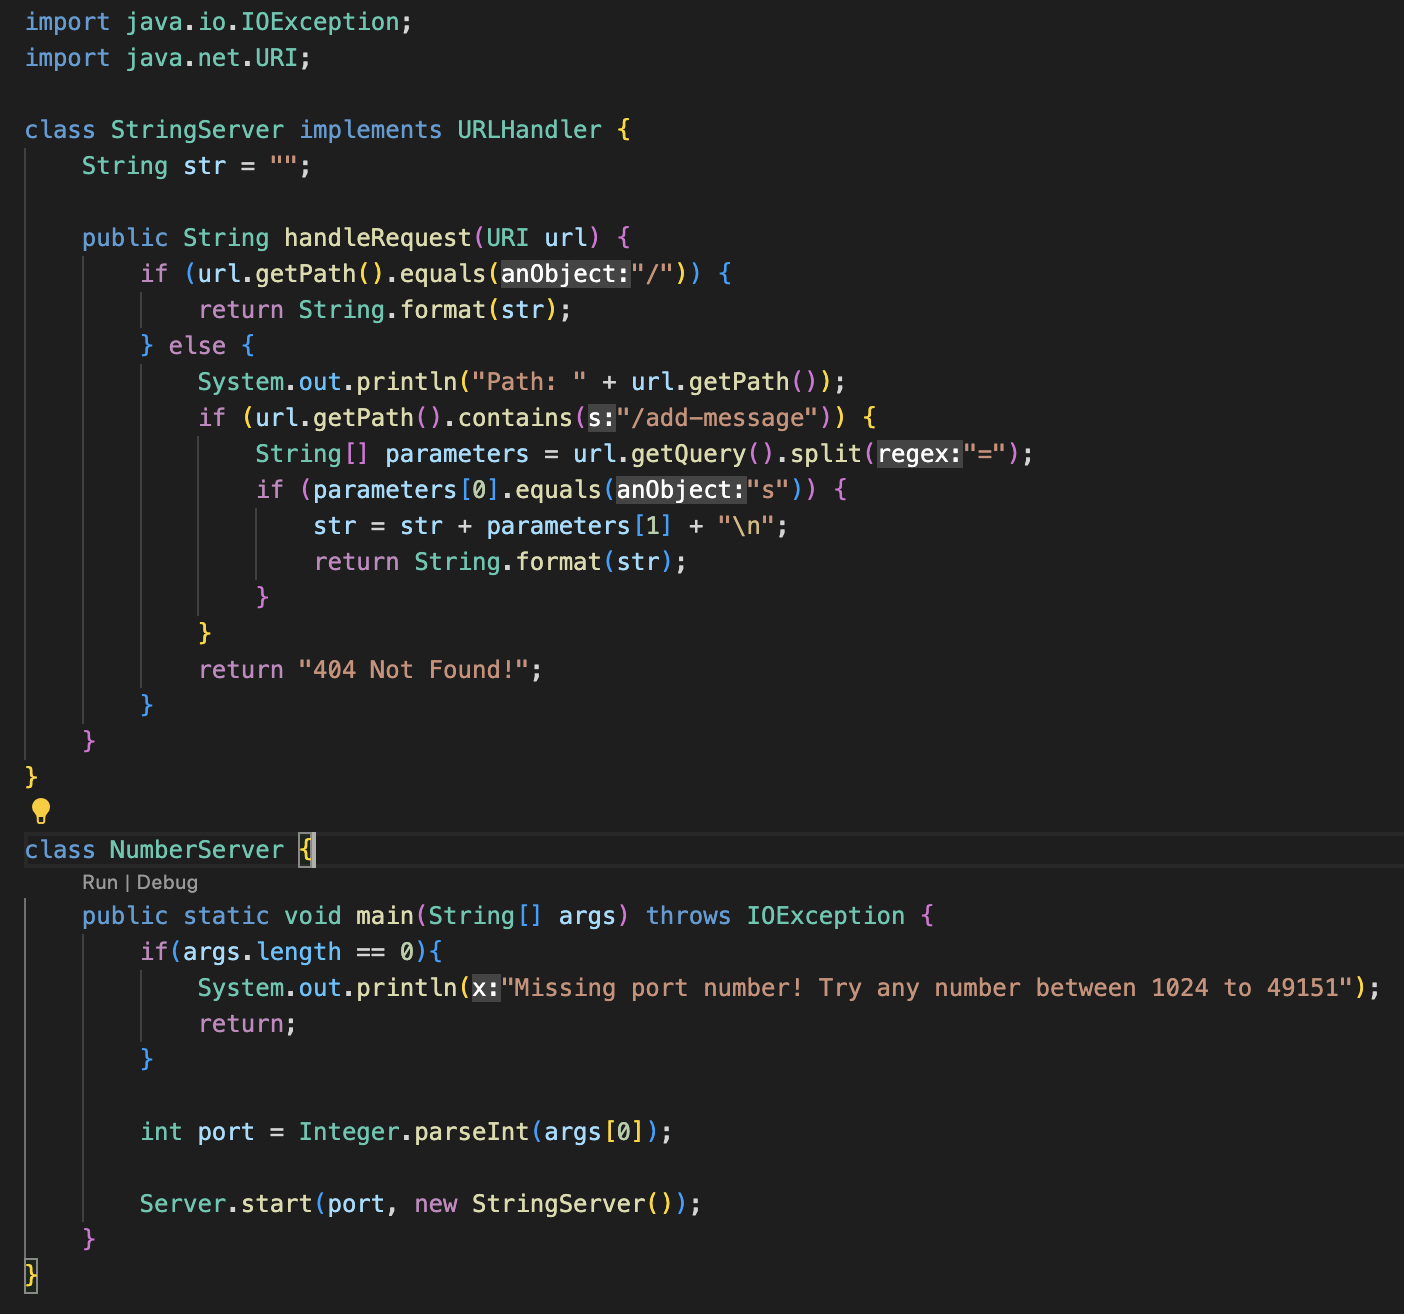 import java.io.IOException;
import java.net.URI;
class StringServer implements URLHandler {
String str = "";
public String handleRequest(URI url) {
if (url.getPath().equals(anObject:"/")) {
return String.format(str);
} else {
System.out.println("Path: " + url.getPath());
if (url.getPath().contains(s:"/add-message")) {
String[] parameters = url.getQuery().split(regex:"=");
if (parameters[0].equals(anObject:"s")) {
str = str + parameters[1] + "\n";
return String.format(str);
}
}
return "404 Not Found!";
}
}
}
class NumberServer {
Run | Debug
public static void main(String[] args) throws IOException {
if(args.length == 0){
System.out.println(x:"Missing port number! Try any number between 1024 to 49151");
return;
}
int port = Integer.parseInt(args[0]);
Server.start(port, new StringServer());
}
}